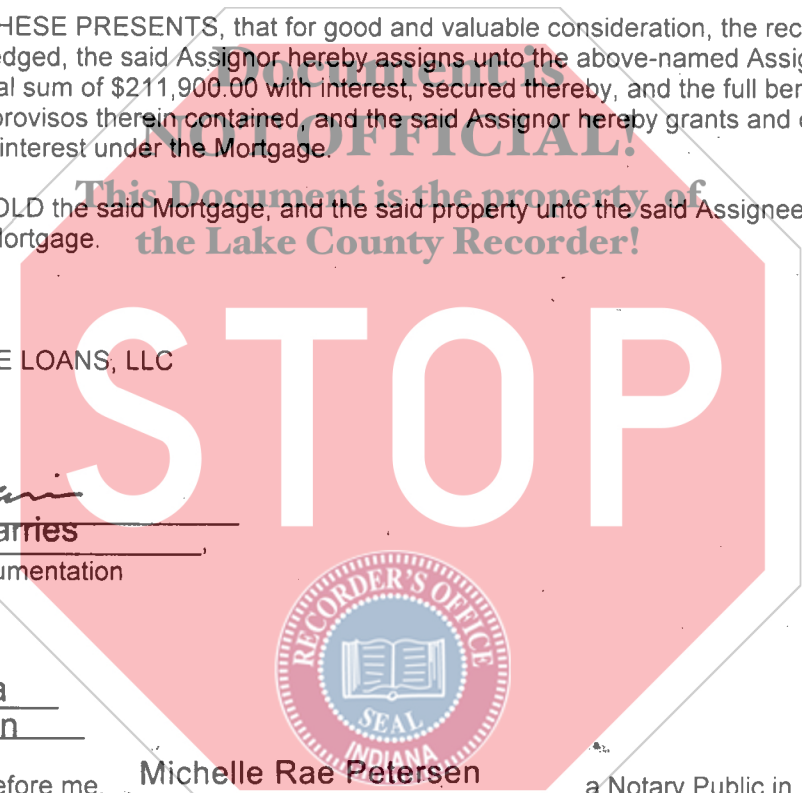 HESE PRESENTS, that for good and valuable consideration, the rec
edged, the said Assignor hereby assigns unto the above-named Assig
al sum of $211,900.00 with interest, secured thereby, and the full ben
provisos therein contained, and the said Assignor hereby grants and
interest under the Mortgage.
Document is
NOT OFFICIAL!
This Document is the property of
the Lake County Recorder!
OLD the said Mortgage, and the said property unto the said Assignee
Mortgage.
STOP
E LOANS, LLC
arries
umentation
RECORDER'S OFFICE
SEAL
INDIANA
a
n
efore me, Michelle Rae Petersen a Notary Public in